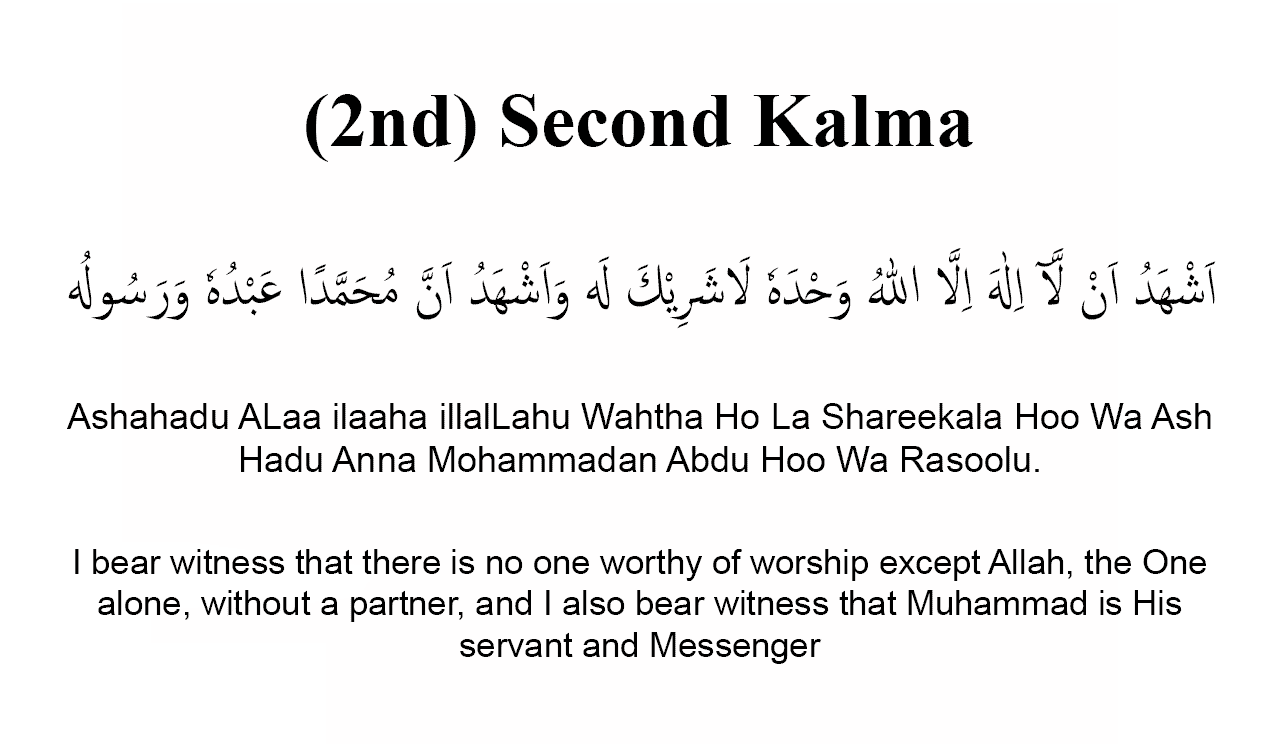 (2nd) Second Kalma
اَشْهَدُ اَنْ لَّآ اِلٰهَ اِلَّا اللهُ وَحْدَهٗ لَاشَرِيْكَ لَه وَاَشْهَدُ اَنَّ مُحَمَّدًا عَبْدُهٗ وَرَسُولُه
Ashahadu ALaa ilaaha illalLahu Wahtha Ho La Shareekala Hoo Wa Ash
Hadu Anna Mohammadan Abdu Hoo Wa Rasoolu.
I bear witness that there is no one worthy of worship except Allah, the One
alone, without a partner, and I also bear witness that Muhammad is His
servant and Messenger